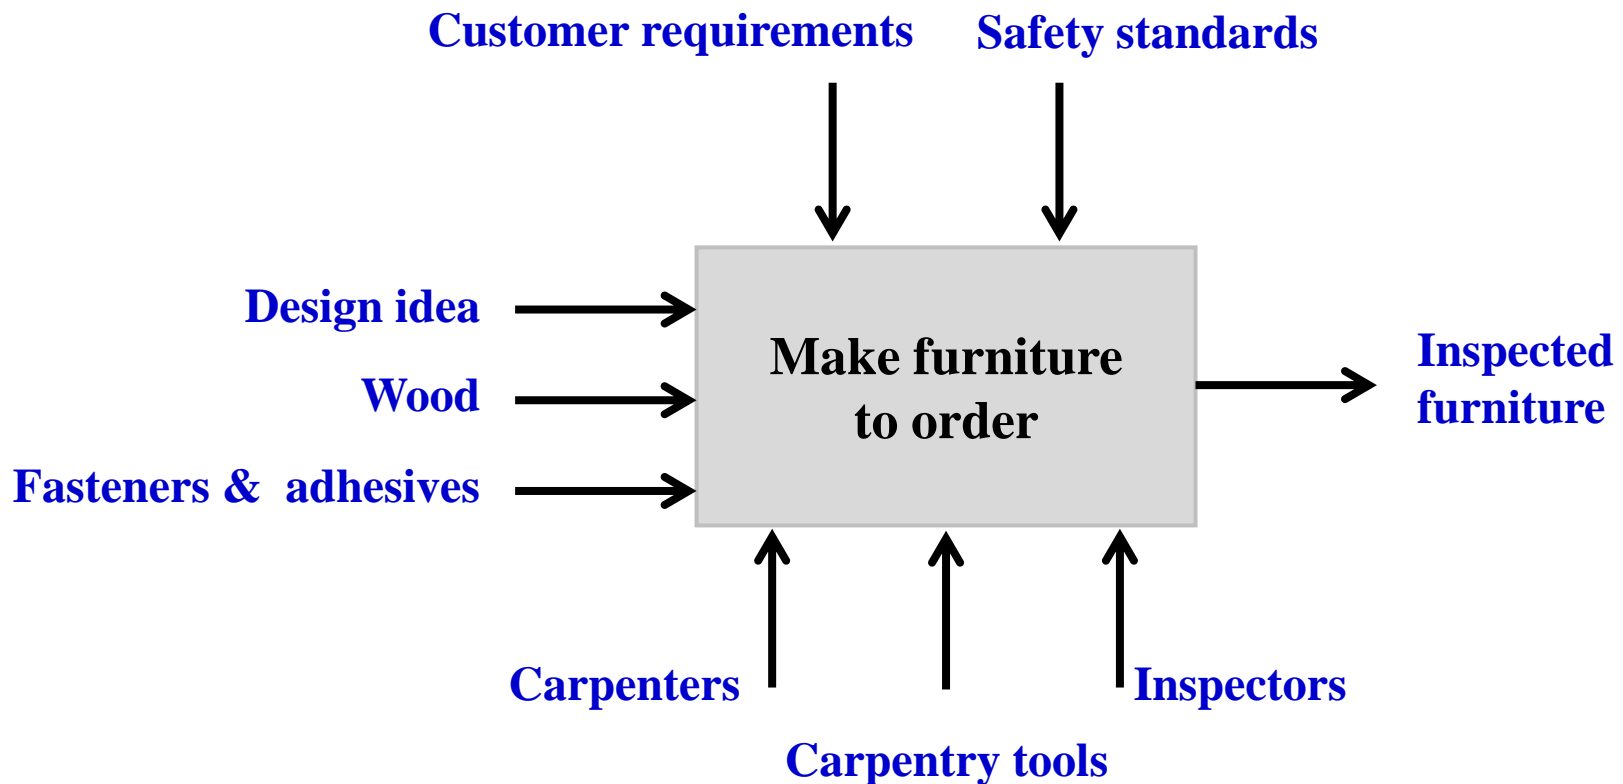 Customer requirements
Safety standards
Design idea
Make furniture
to order
Inspected
furniture
Wood
Fasteners & adhesives
Carpenters
Inspectors
Carpentry tools